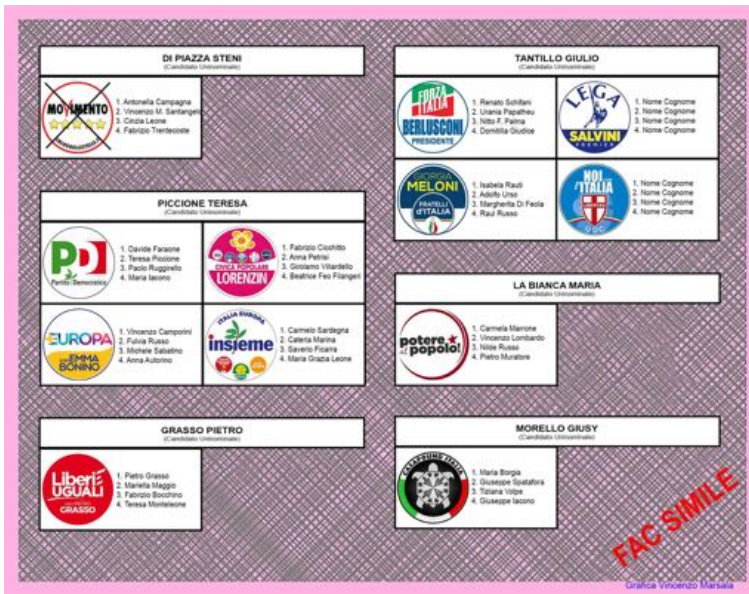 DI PIAZZA STENI
(Candidato Uninominale)
MOVIMENTO
1. Antonella Campagna
2. Vincenzo M. Santangelo
3. Cinzia Leone
4. Fabrizio Trentecoste
PICCIONE TERESA
(Candidato Uninominale)
PD
Partito Democratico
1. Davide Faraone
2. Teresa Piccione
3. Paolo Ruggirello
4. Maria Iacono
CIVICA POPOLARE
LORENZIN
1. Fabrizio Cicchitto
2. Anna Petrisi
3. Girolamo Villardello
4. Beatrice Feo Filangeri
+EUROPA
EMMA
BONINO
1. Vincenzo Camporini
2. Fulvia Russo
3. Michele Sabatino
4. Anna Autorino
ITALIA EUROPA
insieme
1. Carmelo Sardegna
2. Cateria Marina
3. Saverio Ficarra
4. Maria Grazia Leone
GRASSO PIETRO
(Candidato Uninominale)
Liberi E
UGUALI
GRASSO
1. Pietro Grasso
2. Mariella Maggio
3. Fabrizio Bocchino
4. Teresa Monteleone
TANTILLO GIULIO
(Candidato Uninominale)
FORZA
ITALIA
BERLUSCONI
PRESIDENTE
1. Renato Schifani
2. Urania Papatheu
3. Nitto F. Palma
4. Domitilla Giudice
LEGA
SALVINI
PREMIER
1. Nome Cognome
2. Nome Cognome
3. Nome Cognome
4. Nome Cognome
GIORGIA
MELONI
FRATELLI
d'ITALIA
1. Isabela Rauti
2. Adolfo Urso
3. Margherita Di Feola
4. Raul Russo
NOI
l'ITALIA
UDC
1. Nome Cognome
2. Nome Cognome
3. Nome Cognome
4. Nome Cognome
LA BIANCA MARIA
(Candidato Uninominale)
potere
al popolo!
1. Carmela Marrone
2. Vincenzo Lombardo
3. Nilde Russo
4. Pietro Muratore
MORELLO GIUSY
(Candidato Uninominale)
CASAPOUND ITALIA
1. Maria Borgia
2. Giuseppe Spatafora
3. Tiziana Volpe
4. Giuseppe Iacono
FAC SIMILE
Grafica Vincenzo Marsala